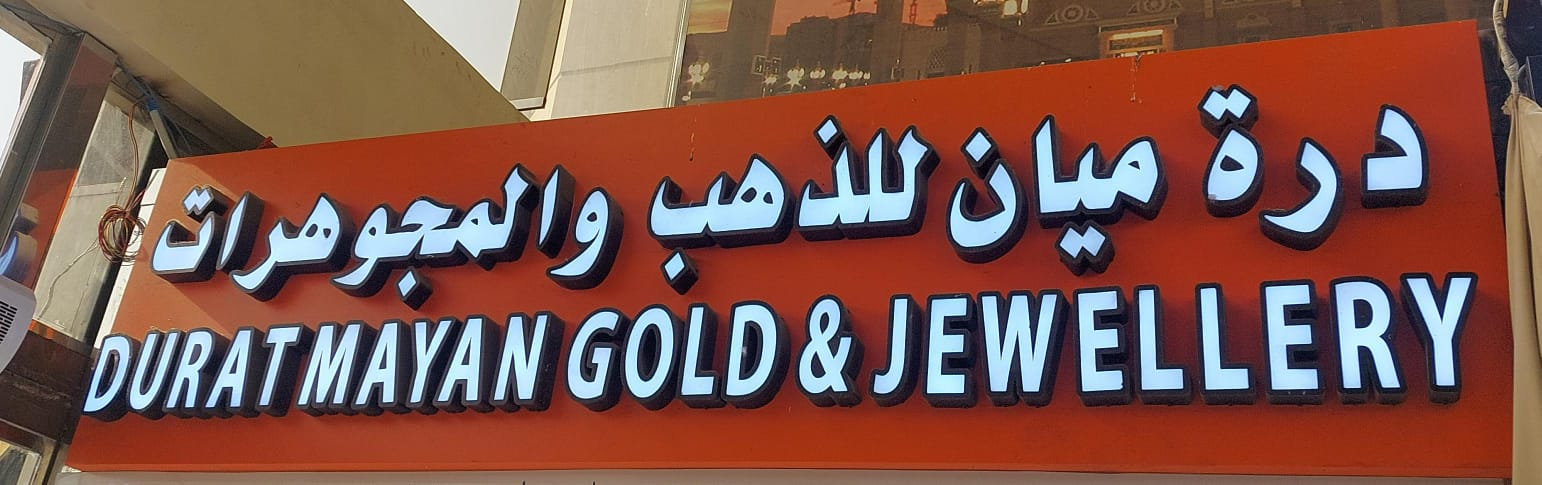 درة ميان للذهب والمجوهرات
DURAT MAYAN GOLD & JEWELLERY